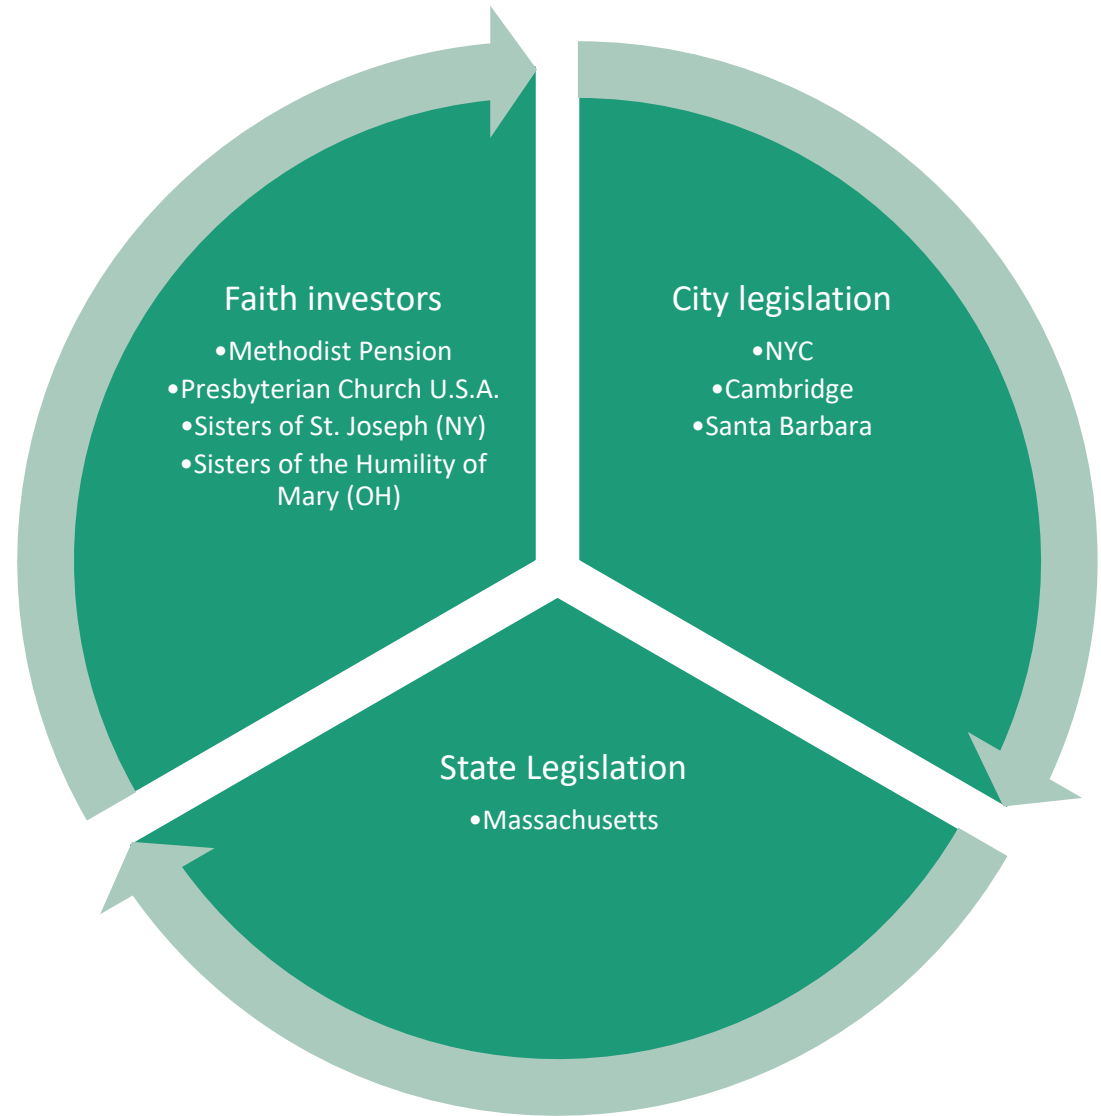 Faith investors
•Methodist Pension
•Presbyterian Church U.S.A.
•Sisters of St. Joseph (NY)
•Sisters of the Humility of
Mary (OH)
City legislation
•NYC
•Cambridge
•Santa Barbara
State Legislation
•Massachusetts